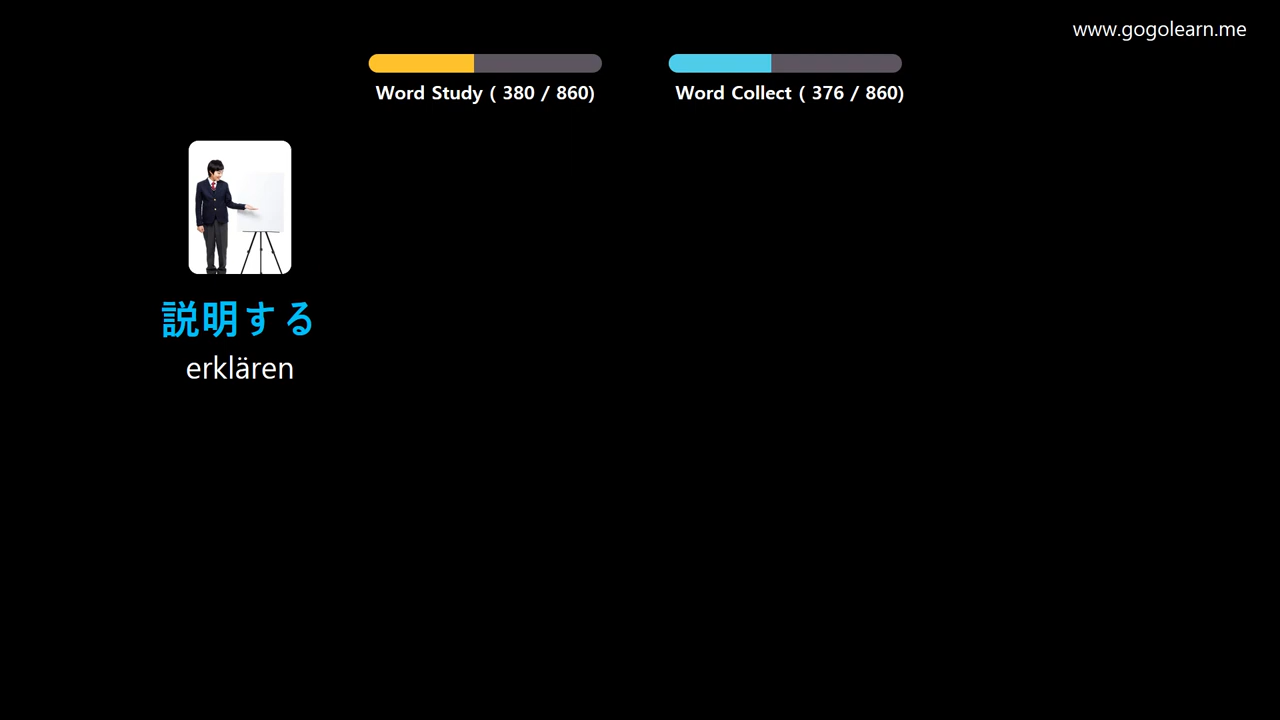 www.gogolearn.me
Word Study ( 380 / 860)
Word Collect ( 376 / 860)
説明する
erklären